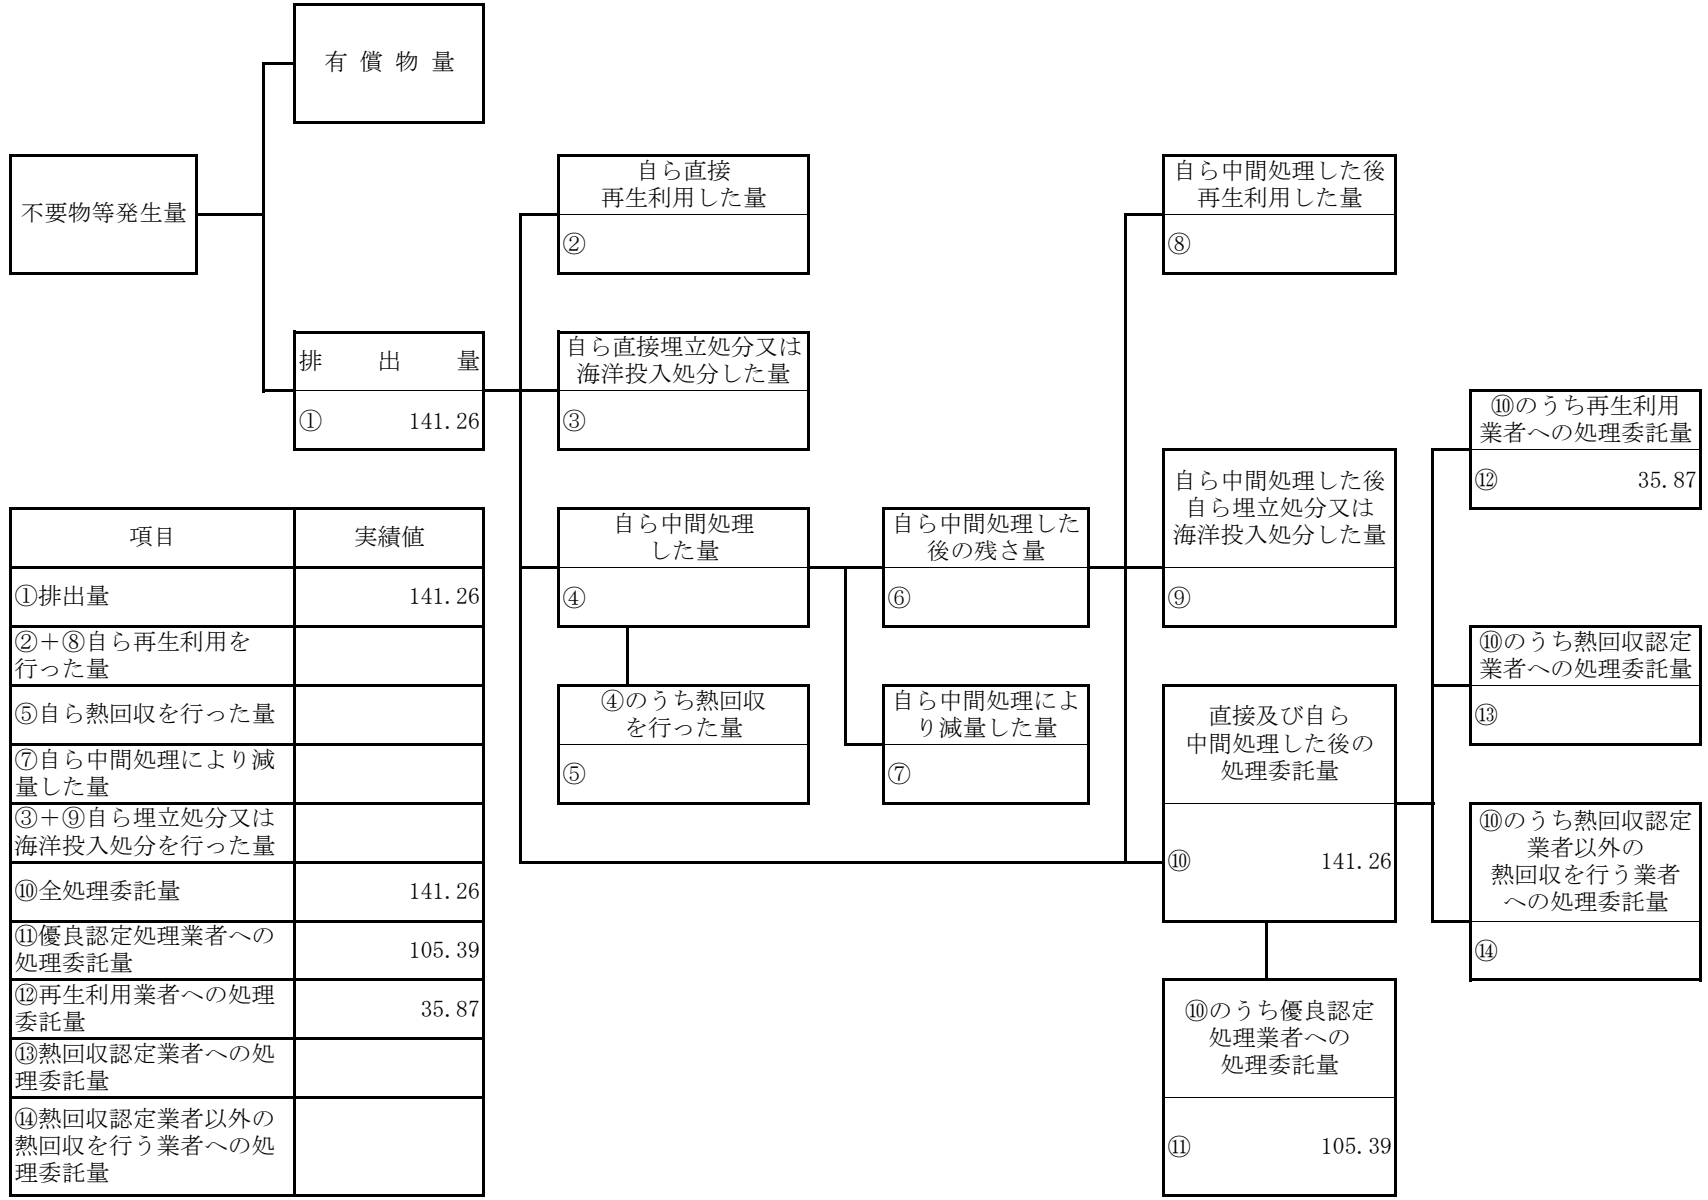 有償物量
不要物等発生量
自ら直接
再生利用した量
②
自ら中間処理した後
再生利用した量
⑧
排出量
① 141.26
自ら直接埋立処分又は
海洋投入処分した量
③
⑩のうち再生利用
業者への処理委託量
⑫ 35.87
自ら中間処理
した量
④
自ら中間処理した
後の残さ量
⑥
自ら中間処理した後
自ら埋立処分又は
海洋投入処分した量
⑨
⑩のうち熱回収認定
業者への処理委託量
⑬
④のうち熱回収
を行った量
⑤
自ら中間処理によ
り減量した量
⑦
直接及び自ら
中間処理した後の
処理委託量
⑩ 141.26
⑩のうち熱回収認定
業者以外の
熱回収を行う業者
への処理委託量
⑭
⑩のうち優良認定
処理業者への
処理委託量
⑪ 105.39
項目 実績値
①排出量 141.26
②＋⑧自ら再生利用を
行った量
⑤自ら熱回収を行った量
⑦自ら中間処理により減
量した量
③＋⑨自ら埋立処分又は
海洋投入処分を行った量
⑩全処理委託量 141.26
⑪優良認定処理業者への
処理委託量 105.39
⑫再生利用業者への処理
委託量 35.87
⑬熱回収認定業者への処
理委託量
⑭熱回収認定業者以外の
熱回収を行う業者への処
理委託量